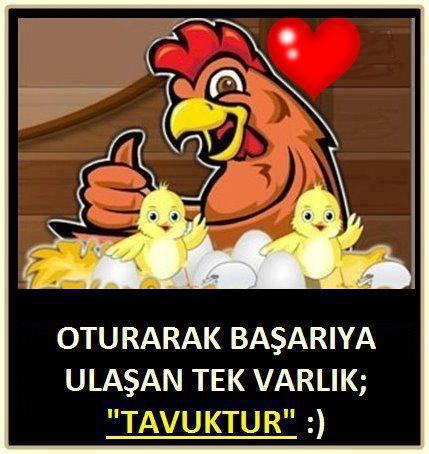 OTURARAK BAŞARIYA
ULAŞAN TEK VARLIK;
"TAVUKTUR" :)